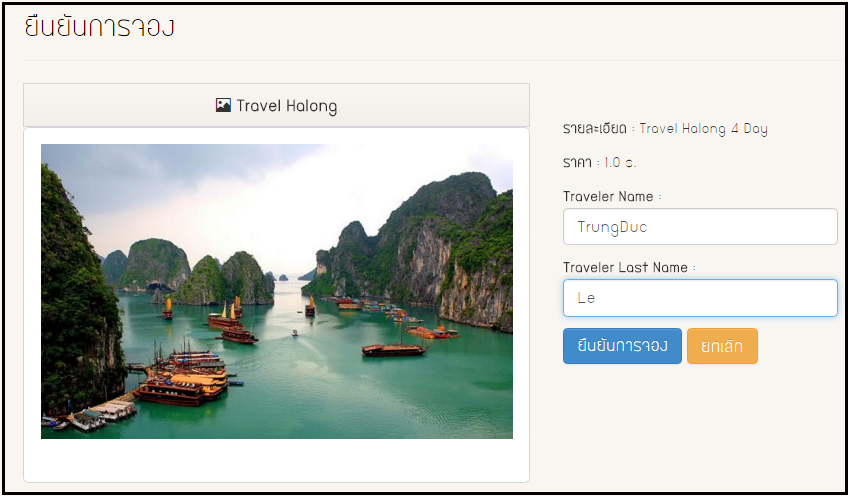 ยืนยันการจอง
Travel Halong
รายละเอียด : Travel Halong 4 Day
ราคา : 1.0 บ.
Traveler Name :
TrungDuc
Traveler Last Name :
Le
ยืนยันการจอง ยกเลิก